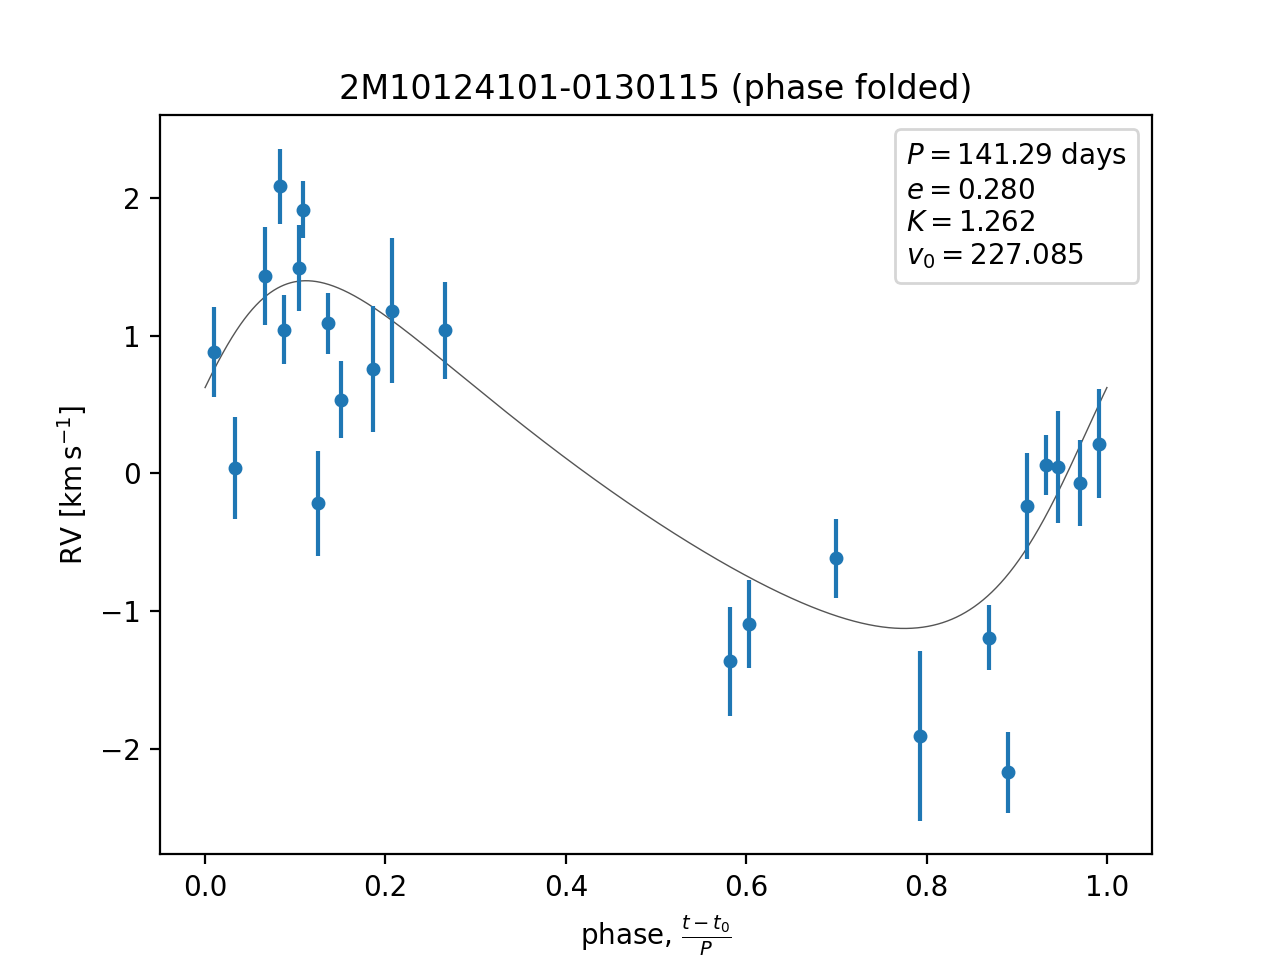 2M10124101-0130115 (phase folded)
P = 141.29 days
e = 0.280
K = 1.262
v₀ = 227.085
RV [km s⁻¹]
2
1
0
−1
−2
0.0 0.2 0.4 0.6 0.8 1.0
phase, (t − t₀)/P